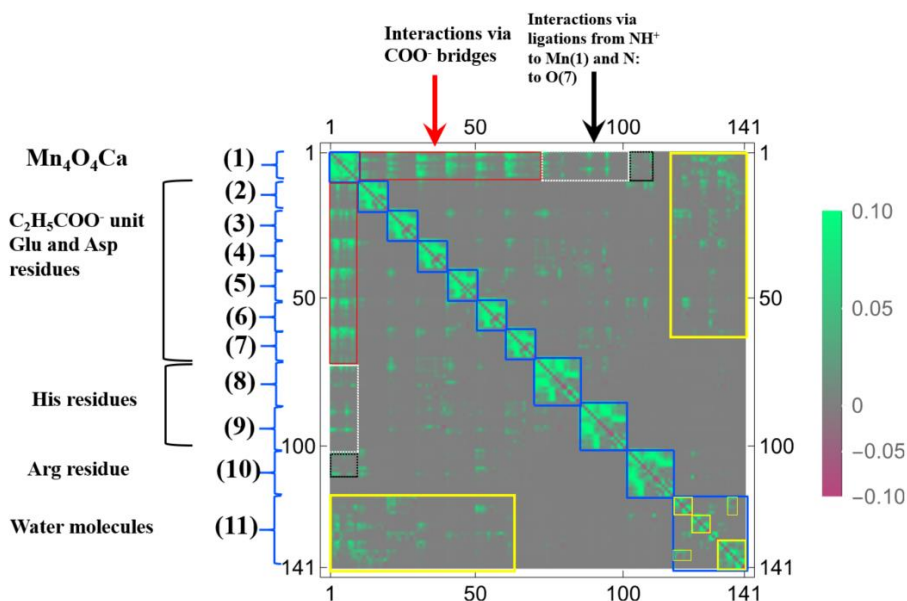 Interactions via
COO⁻ bridges
Interactions via
ligations from NH⁺
to Mn(1) and N:
to O(7)
1 50 100 141
Mn₄O₄Ca (1) 1 1
(2)
C₂H₅COO⁻ unit (3)
Glu and Asp (4)
residues
(5) 50 50
(6)
(7)
(8)
His residues
(9)
100 100
Arg residue (10)
Water molecules (11)
141 141
1 50 100 141
0.10
0.05
0
-0.05
-0.10